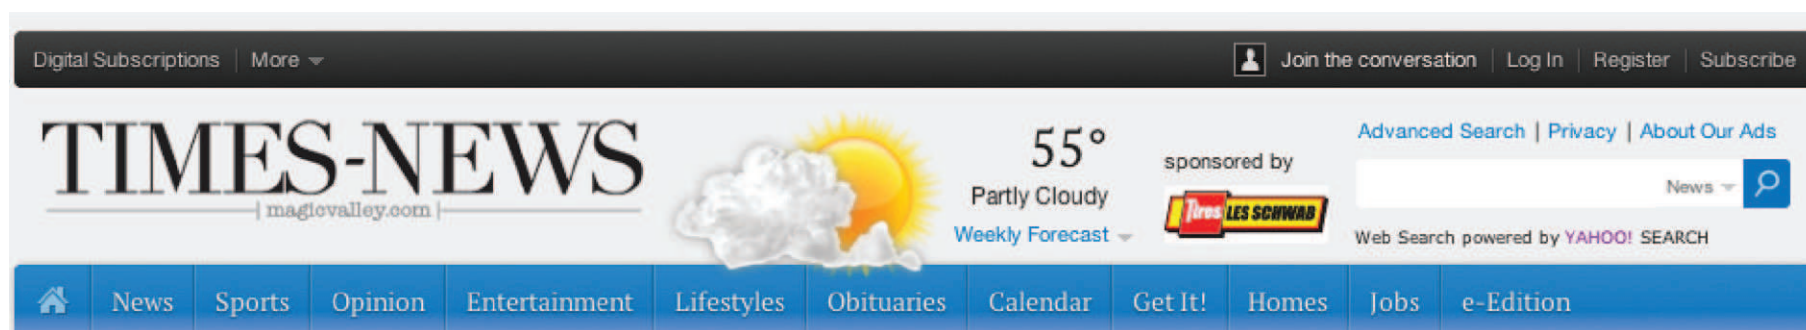 Digital Subscriptions More
Join the conversation Log In Register Subscribe
TIMES-NEWS
magicvalley.com
55°
Partly Cloudy
Weekly Forecast
sponsored by
Tires LES SCHWAB
Advanced Search | Privacy | About Our Ads
News
Web Search powered by YAHOO! SEARCH
News Sports Opinion Entertainment Lifestyles Obituaries Calendar Get It! Homes Jobs e-Edition